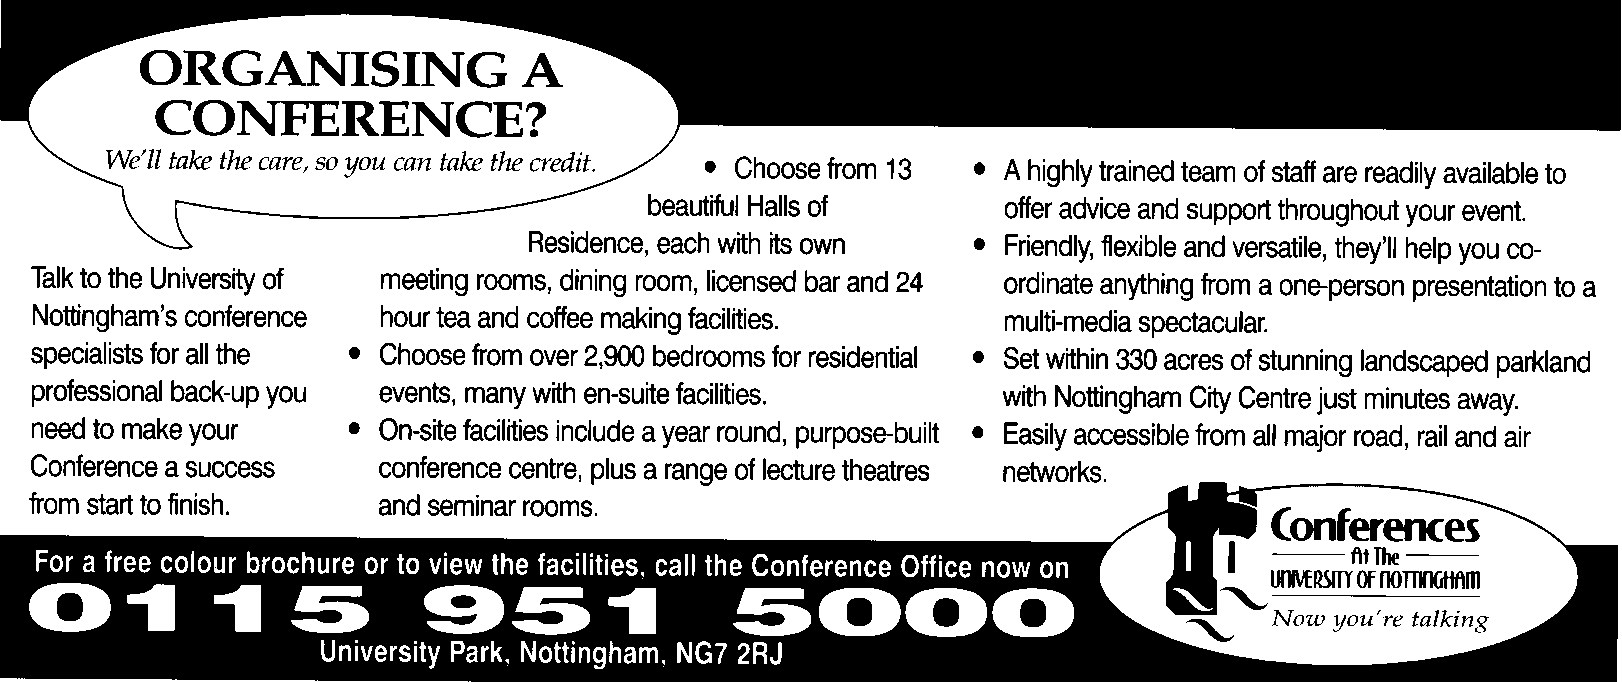 ORGANISING A
CONFERENCE?
We'll take the care, so you can take the credit.
Talk to the University of
Nottingham's conference
specialists for all the
professional back-up you
need to make your
Conference a success
from start to finish.
• Choose from 13
beautiful Halls of
Residence, each with its own
meeting rooms, dining room, licensed bar and 24
hour tea and coffee making facilities.
• Choose from over 2,900 bedrooms for residential
events, many with en-suite facilities.
• On-site facilities include a year round, purpose-built
conference centre, plus a range of lecture theatres
and seminar rooms.
• A highly trained team of staff are readily available to
offer advice and support throughout your event.
• Friendly, flexible and versatile, they'll help you co-
ordinate anything from a one-person presentation to a
multi-media spectacular.
• Set within 330 acres of stunning landscaped parkland
with Nottingham City Centre just minutes away.
• Easily accessible from all major road, rail and air
networks.
For a free colour brochure or to view the facilities, call the Conference Office now on
0115 951 5000
University Park, Nottingham, NG7 2RJ
Conferences
At The
UNIVERSITY OF NOTTINGHAM
Now you're talking